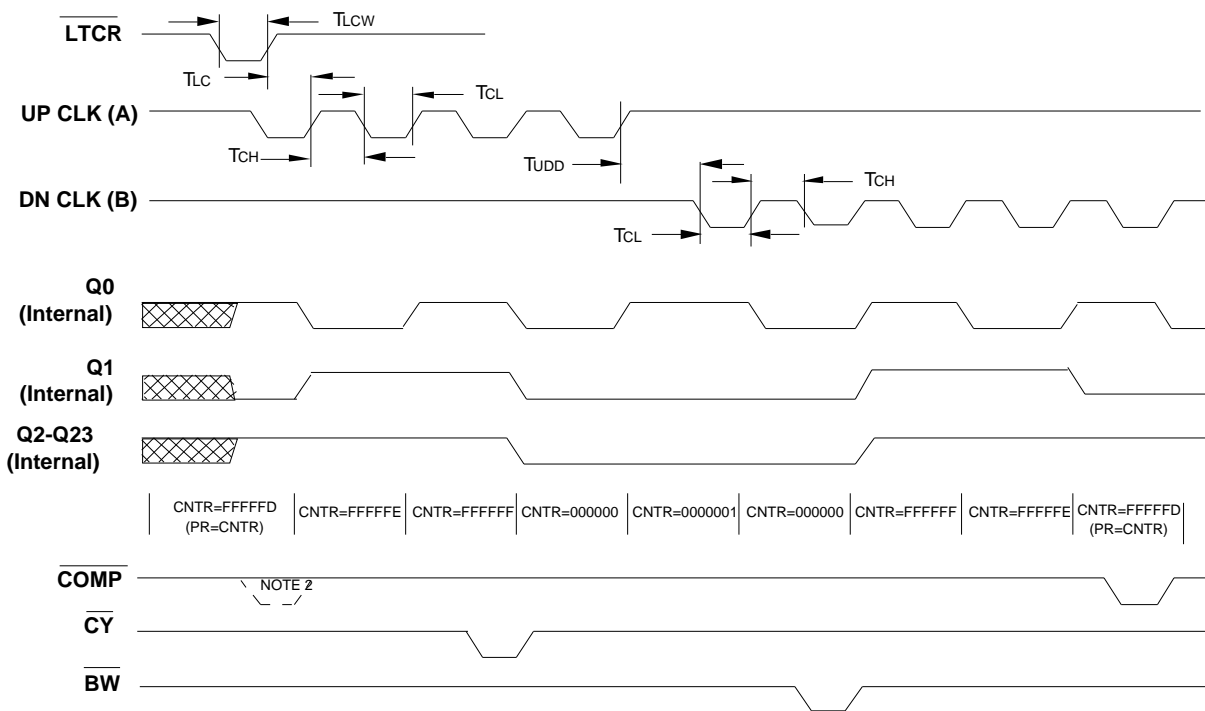 LTCR
TLCW
TLC
UP CLK (A)
TCL
TCH
TUDD
DN CLK (B)
TCH
TCL
Q0
(Internal)
Q1
(Internal)
Q2-Q23
(Internal)
CNTR=FFFFFD
(PR=CNTR)
CNTR=FFFFFE
CNTR=FFFFFF
CNTR=000000
CNTR=0000001
CNTR=000000
CNTR=FFFFFF
CNTR=FFFFFE
CNTR=FFFFFD
(PR=CNTR)
COMP
NOTE 2
CY
BW